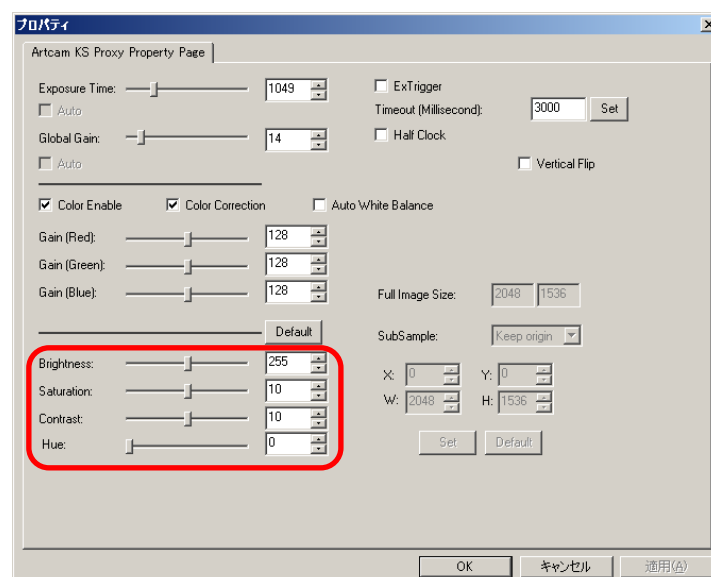 プロパティ
Artcam KS Proxy Property Page
Exposure Time: 1049
Auto
Global Gain: 14
Auto
ExTrigger
Timeout (Millisecond): 3000 Set
Half Clock
Vertical Flip
Color Enable Color Correction Auto White Balance
Gain (Red): 128
Gain (Green): 128
Gain (Blue): 128
Default
Brightness: 255
Saturation: 10
Contrast: 10
Hue: 0
Full Image Size: 2048 1536
SubSample: Keep origin
X: 0 Y: 0
W: 2048 H: 1536
Set Default
OK キャンセル 適用(A)